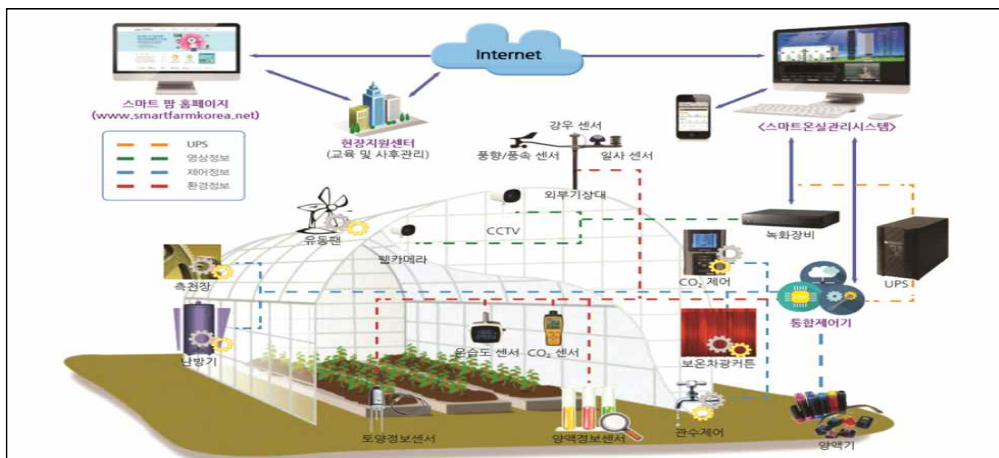 Internet
스마트 팜 홈페이지
(www.smartfarmkorea.net)
현장지원센터
(교육 및 사후관리)
<스마트온실관리시스템>
강우 센서
풍향/풍속 센서
일사 센서
외부기상대
UPS
영상정보
제어정보
환경정보
유동팬
CCTV
웹카메라
녹화장비
측천장
CO₂ 제어
UPS
통합제어기
난방기
온습도 센서
CO₂ 센서
보온차광커튼
토양정보센서
양액정보센서
관수제어
양액기